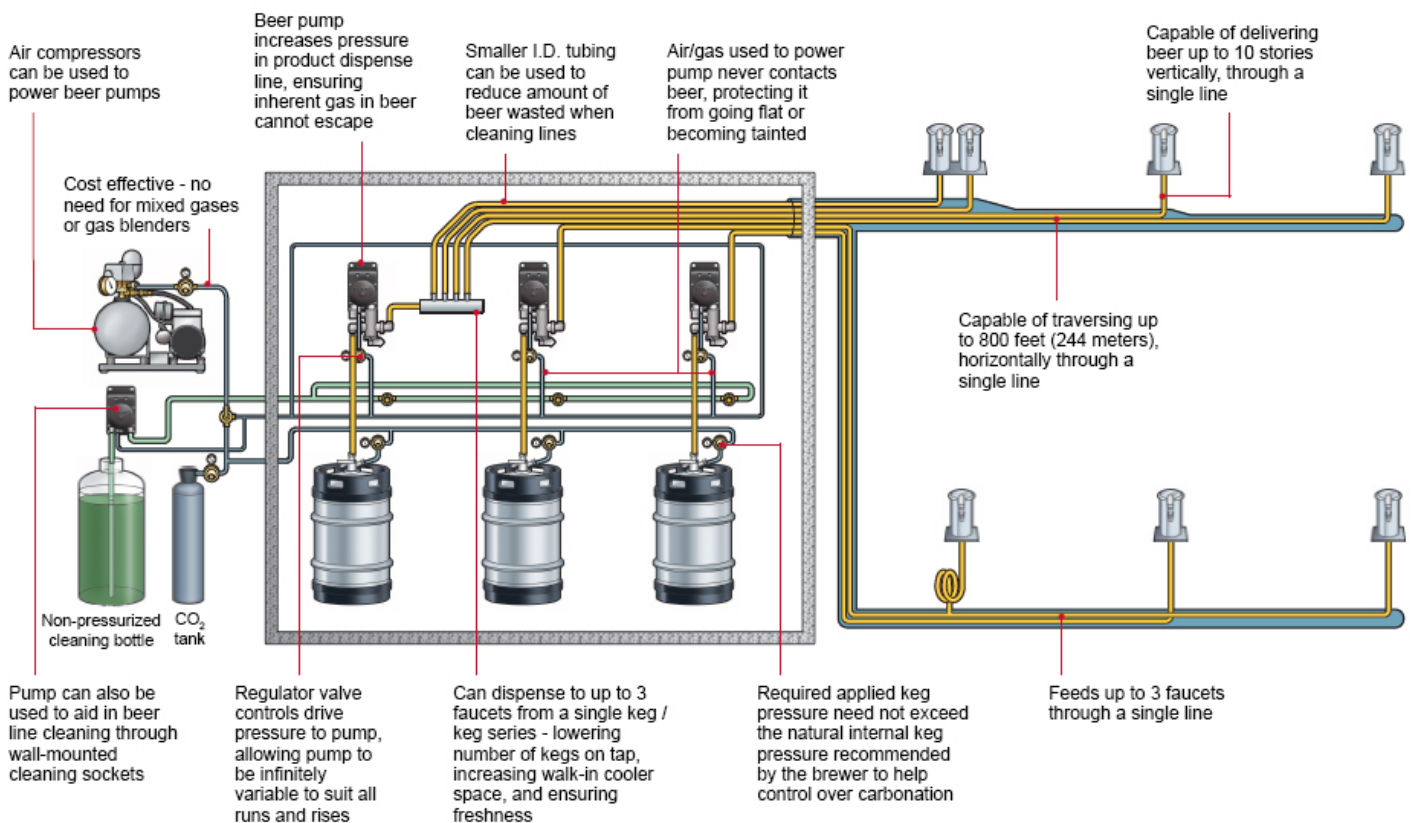 Air compressors
can be used to
power beer pumps
Beer pump
increases pressure
in product dispense
line, ensuring
inherent gas in beer
cannot escape
Smaller I.D. tubing
can be used to
reduce amount of
beer wasted when
cleaning lines
Air/gas used to power
pump never contacts
beer, protecting it
from going flat or
becoming tainted
Capable of delivering
beer up to 10 stories
vertically, through a
single line
Cost effective - no
need for mixed gases
or gas blenders
Capable of traversing up
to 800 feet (244 meters),
horizontally through a
single line
Non-pressurized
cleaning bottle
CO₂
tank
Pump can also be
used to aid in beer
line cleaning through
wall-mounted
cleaning sockets
Regulator valve
controls drive
pressure to pump,
allowing pump to
be infinitely
variable to suit all
runs and rises
Can dispense to up to 3
faucets from a single keg /
keg series - lowering
number of kegs on tap,
increasing walk-in cooler
space, and ensuring
freshness
Required applied keg
pressure need not exceed
the natural internal keg
pressure recommended
by the brewer to help
control over carbonation
Feeds up to 3 faucets
through a single line